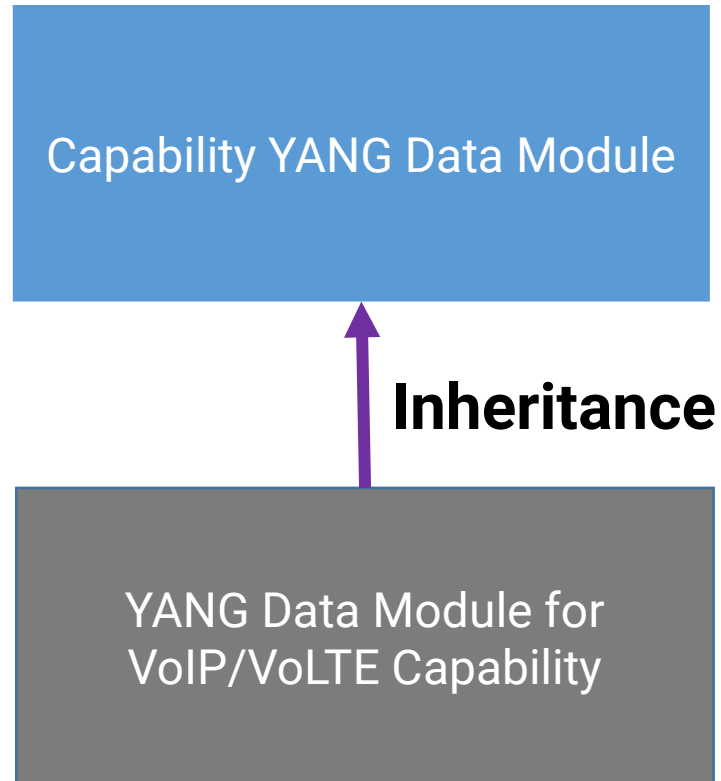 Capability YANG Data Module
Inheritance
YANG Data Module for
VoIP/VoLTE Capability